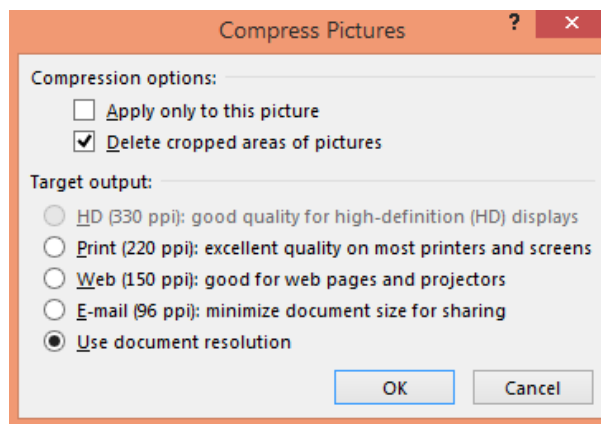 Compress Pictures ?
Compression options:
Apply only to this picture
Delete cropped areas of pictures
Target output:
HD (330 ppi): good quality for high-definition (HD) displays
Print (220 ppi): excellent quality on most printers and screens
Web (150 ppi): good for web pages and projectors
E-mail (96 ppi): minimize document size for sharing
Use document resolution
OK Cancel